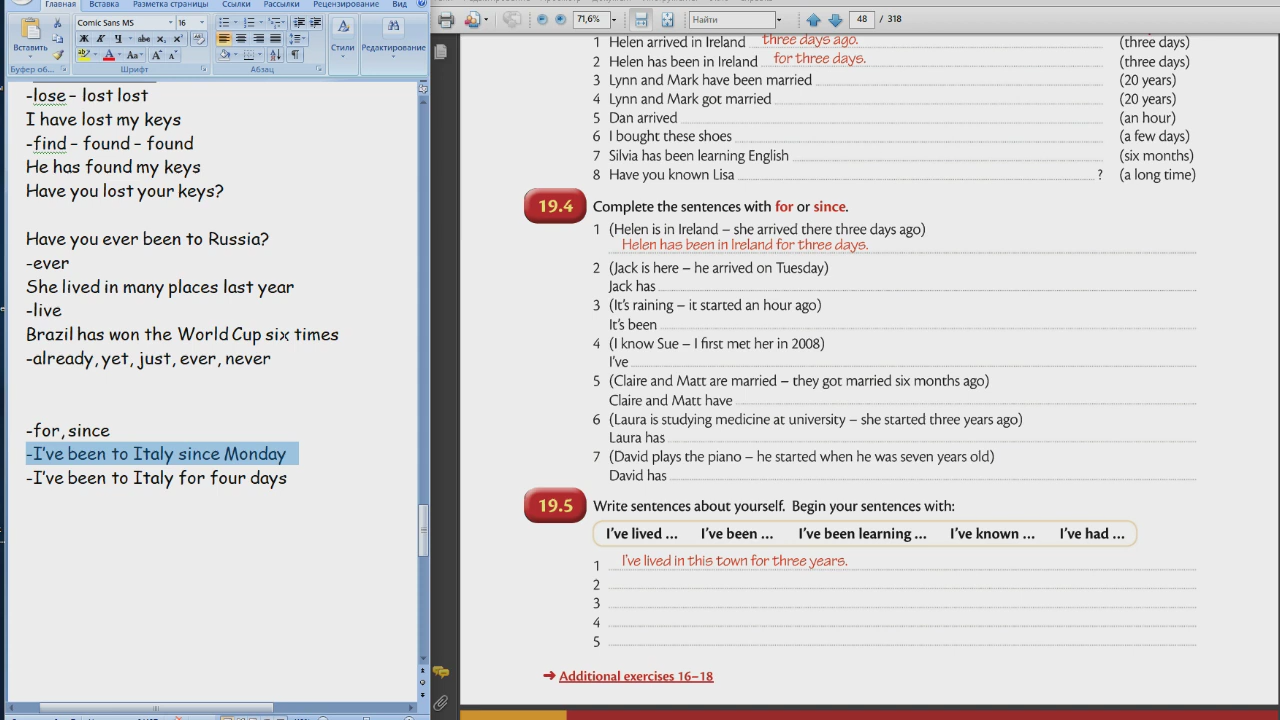 Главная
Вставка
Разметка страницы
Ссылки
Рассылки
Рецензирование
Вид
Comic Sans MS
16
Вставить
Стили
Редактирование
Буфер об...
Шрифт
Абзац
71,6%
Найти
48 / 319
-lose – lost lost
I have lost my keys
-find – found – found
He has found my keys
Have you lost your keys?
Have you ever been to Russia?
-ever
She lived in many places last year
-live
Brazil has won the World Cup six times
-already, yet, just, ever, never
-for, since
-I've been to Italy since Monday
-I've been to Italy for four days
1 Helen arrived in Ireland three days ago. (three days)
2 Helen has been in Ireland for three days. (three days)
3 Lynn and Mark have been married (20 years)
4 Lynn and Mark got married (20 years)
5 Dan arrived (an hour)
6 I bought these shoes (a few days)
7 Silvia has been learning English (six months)
8 Have you known Lisa ? (a long time)
19.4 Complete the sentences with for or since.
1 (Helen is in Ireland – she arrived there three days ago)
Helen has been in Ireland for three days.
2 (Jack is here – he arrived on Tuesday)
Jack has
3 (It's raining – it started an hour ago)
It's been
4 (I know Sue – I first met her in 2008)
I've
5 (Claire and Matt are married – they got married six months ago)
Claire and Matt have
6 (Laura is studying medicine at university – she started three years ago)
Laura has
7 (David plays the piano – he started when he was seven years old)
David has
19.5 Write sentences about yourself. Begin your sentences with:
I've lived ... I've been ... I've been learning ... I've known ... I've had ...
1 I've lived in this town for three years.
2
3
4
5
➔ Additional exercises 16–18